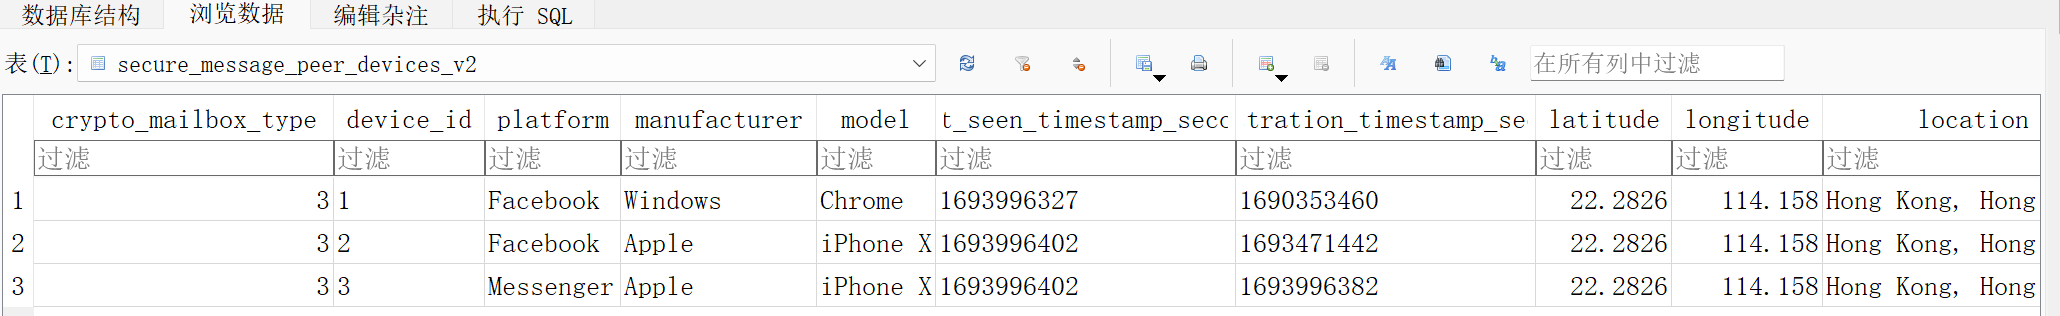 数据库结构 浏览数据 编辑杂注 执行 SQL
表(T): secure_message_peer_devices_v2 在所有列中过滤
crypto_mailbox_type device_id platform manufacturer model t_seen_timestamp_seco tration_timestamp_se latitude longitude location
过滤 过滤 过滤 过滤 过滤 过滤 过滤 过滤 过滤 过滤
1 3 1 Facebook Windows Chrome 1693996327 1690353460 22.2826 114.158 Hong Kong, Hong
2 3 2 Facebook Apple iPhone X 1693996402 1693471442 22.2826 114.158 Hong Kong, Hong
3 3 3 Messenger Apple iPhone X 1693996402 1693996382 22.2826 114.158 Hong Kong, Hong